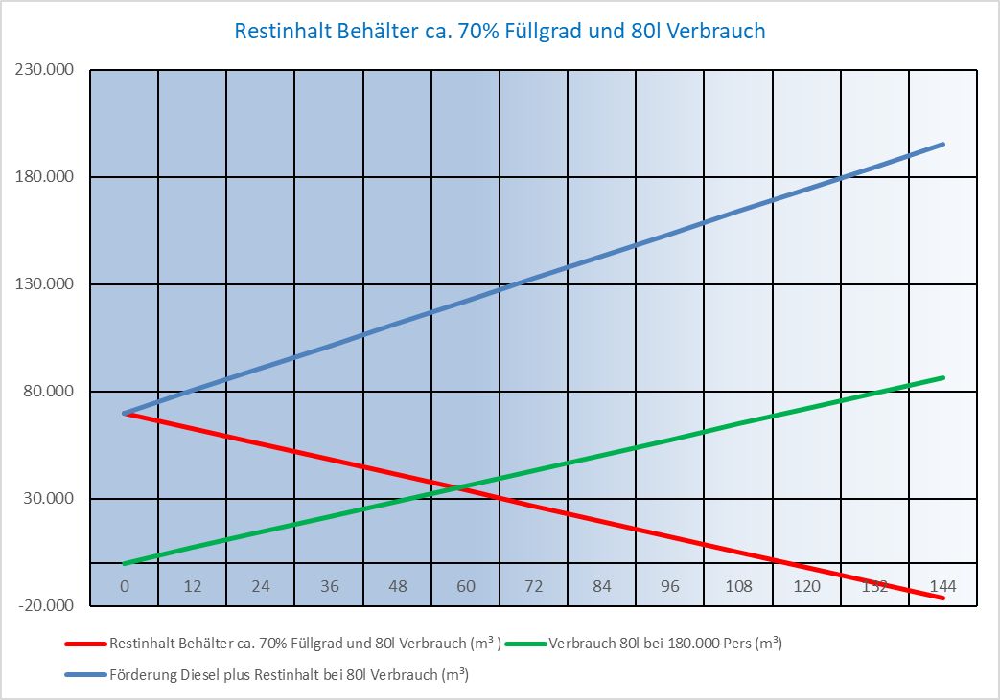 Restinhalt Behälter ca. 70% Füllgrad und 80l Verbrauch
230.000
180.000
130.000
80.000
30.000
-20.000
0 12 24 36 48 60 72 84 96 108 120 132 144
Restinhalt Behälter ca. 70% Füllgrad und 80l Verbrauch (m³ ) Verbrauch 80l bei 180.000 Pers (m³)
Förderung Diesel plus Restinhalt bei 80l Verbrauch (m³)